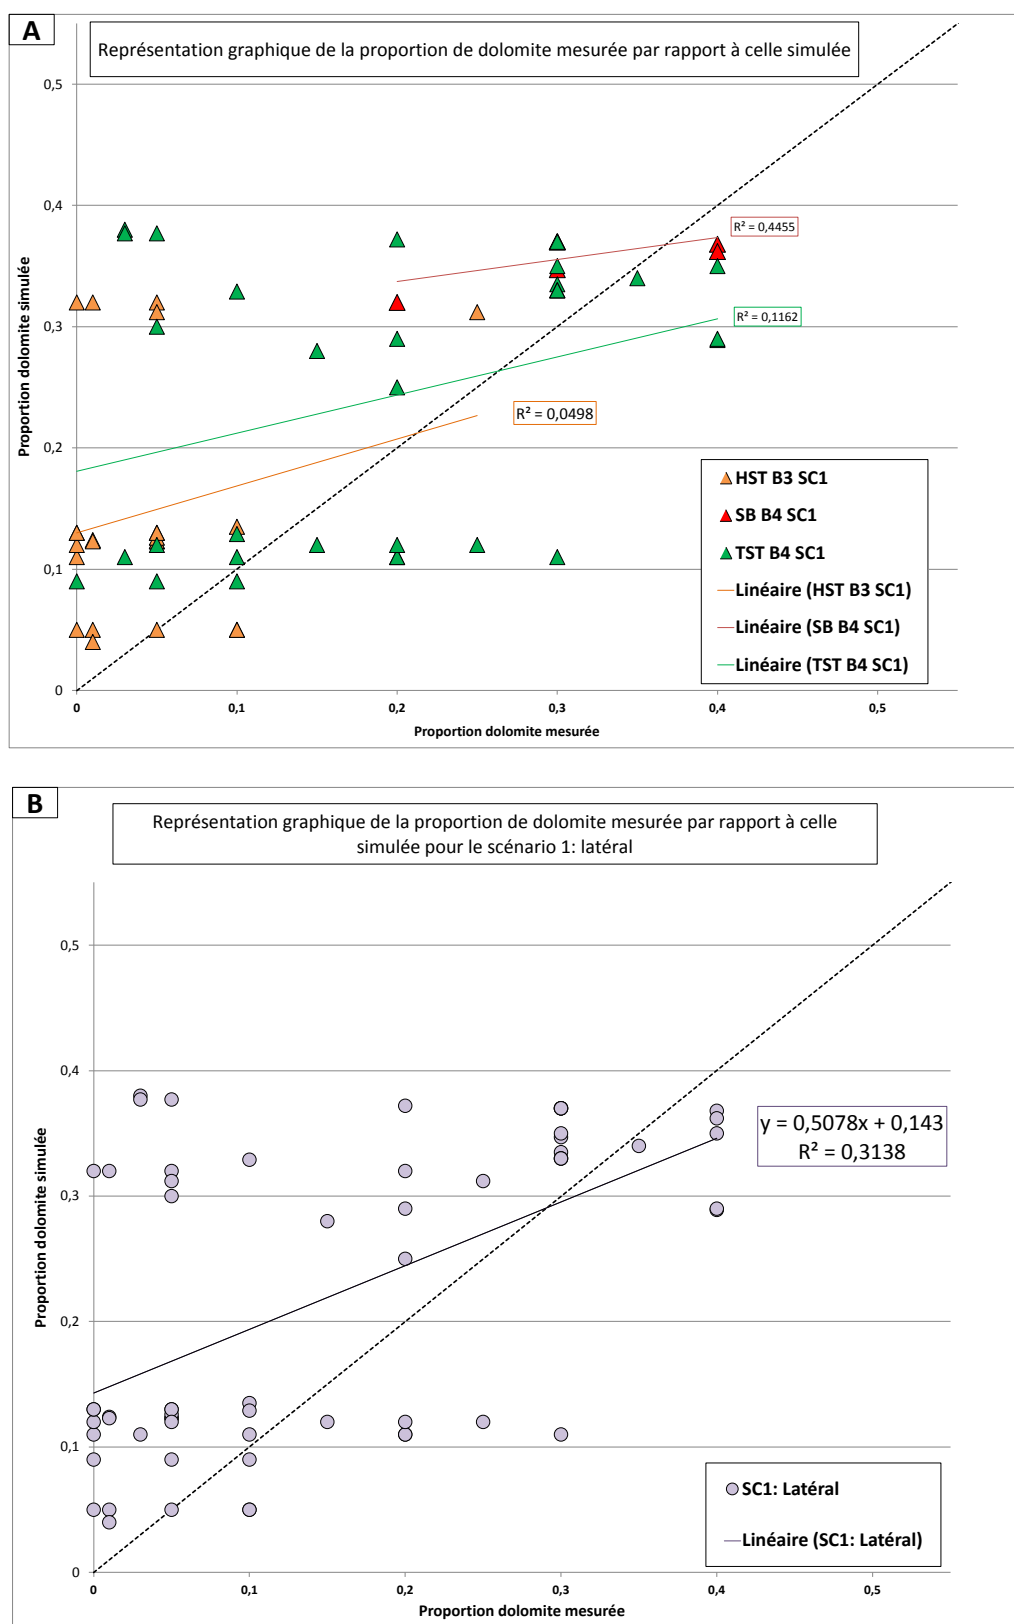 A
Représentation graphique de la proportion de dolomite mesurée par rapport à celle simulée
Proportion dolomite simulée
0,5
0,4
0,3
0,2
0,1
0
R² = 0,4455
R² = 0,1162
R² = 0,0498
HST B3 SC1
SB B4 SC1
TST B4 SC1
Linéaire (HST B3 SC1)
Linéaire (SB B4 SC1)
Linéaire (TST B4 SC1)
0
0,1
0,2
0,3
0,4
0,5
Proportion dolomite mesurée
B
Représentation graphique de la proportion de dolomite mesurée par rapport à celle
simulée pour le scénario 1: latéral
Proportion dolomite simulée
0,5
0,4
0,3
0,2
0,1
0
y = 0,5078x + 0,143
R² = 0,3138
SC1: Latéral
Linéaire (SC1: Latéral)
0
0,1
0,2
0,3
0,4
0,5
Proportion dolomite mesurée